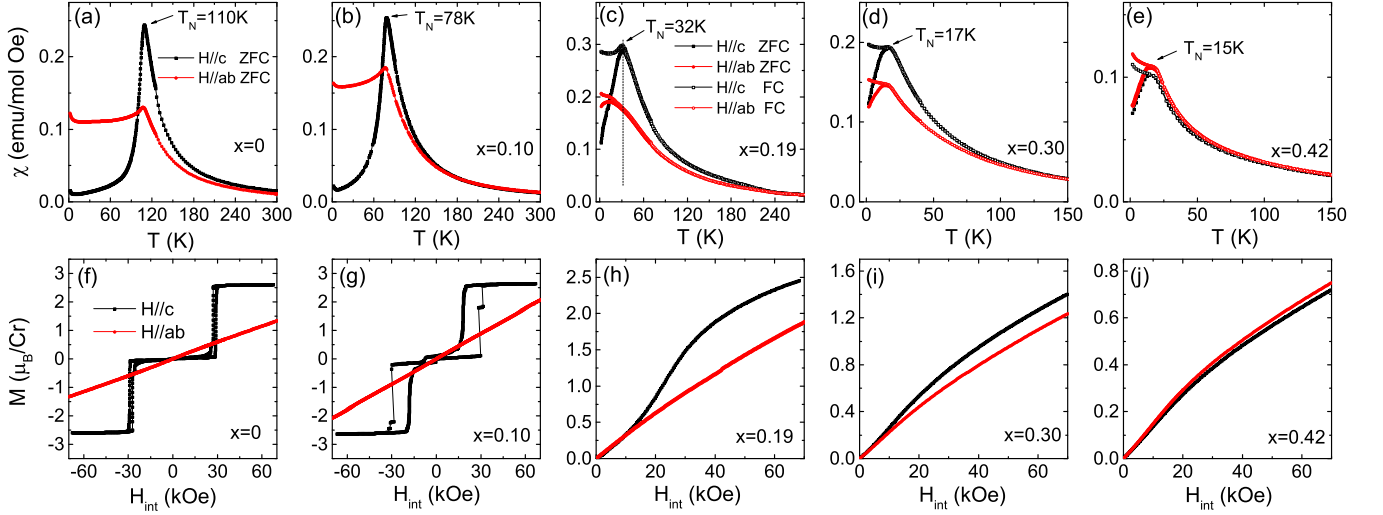 (a)
T_N=110K
H//c ZFC
H//ab ZFC
x=0
0.2
0.1
0.0
0 60 120 180 240 300
T (K)
χ (emu/mol Oe)
(b)
T_N=78K
x=0.10
0.2
0.1
0.0
0 60 120 180 240 300
T (K)
(c)
T_N=32K
H//c ZFC
H//ab ZFC
H//c FC
H//ab FC
x=0.19
0.3
0.2
0.1
0.0
0 60 120 180 240
T (K)
(d)
T_N=17K
x=0.30
0.2
0.1
0.0
0 50 100 150
T (K)
(e)
T_N=15K
x=0.42
0.1
0.0
0 25 50 75 100 125 150
T (K)
(f)
H//c
H//ab
x=0
3
2
1
0
-1
-2
-3
-60 -30 0 30 60
H_int (kOe)
M (μ_B/Cr)
(g)
x=0.10
3
2
1
0
-1
-2
-3
-60 -30 0 30 60
H_int (kOe)
(h)
x=0.19
2.5
2.0
1.5
1.0
0.5
0.0
0 20 40 60
H_int (kOe)
(i)
x=0.30
1.6
1.2
0.8
0.4
0.0
0 20 40 60
H_int (kOe)
(j)
x=0.42
0.8
0.6
0.4
0.2
0.0
0 20 40 60
H_int (kOe)